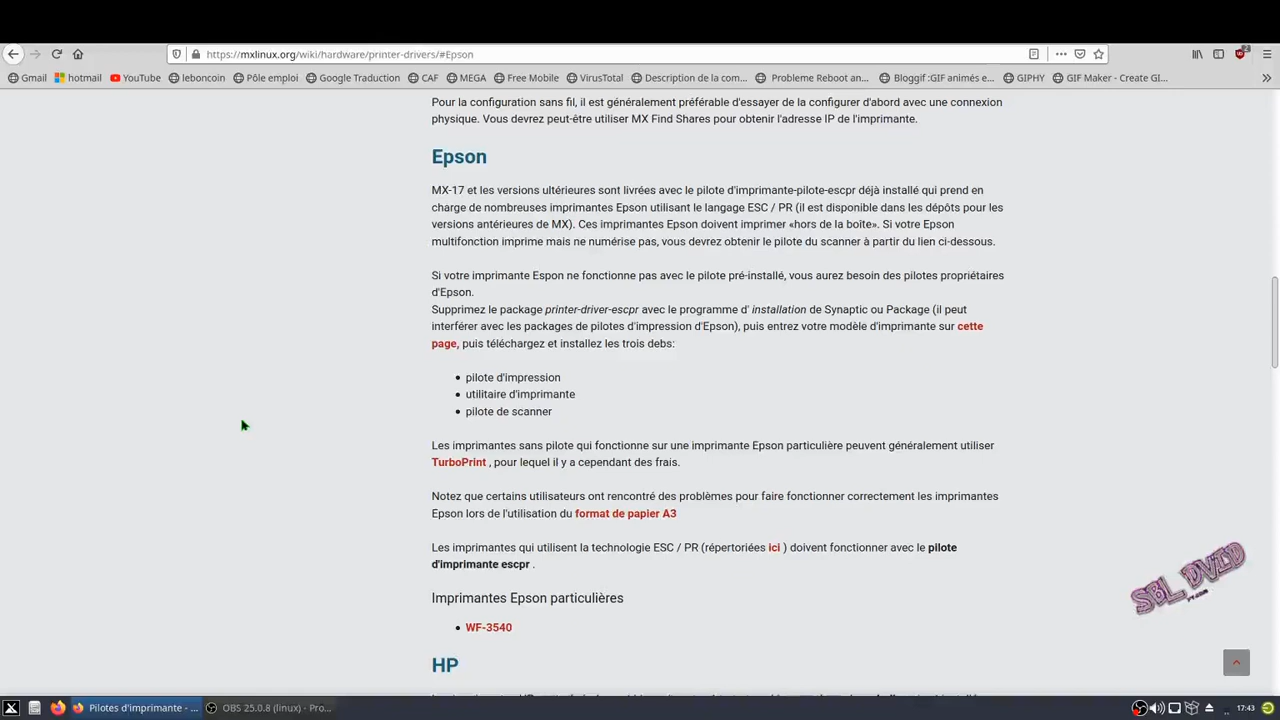 https://mxlinux.org/wiki/hardware/printer-drivers/#Epson
Gmail hotmail YouTube leboncoin Pôle emploi Google Traduction CAF MEGA Free Mobile VirusTotal Description de la com... Probleme Reboot an... Bloggif :GIF animés e... GIPHY GIF Maker - Create GI...
Pour la configuration sans fil, il est généralement préférable d'essayer de la configurer d'abord avec une connexion
physique. Vous devrez peut-être utiliser MX Find Shares pour obtenir l'adresse IP de l'imprimante.
Epson
MX-17 et les versions ultérieures sont livrées avec le pilote d'imprimante-pilote-escpr déjà installé qui prend en
charge de nombreuses imprimantes Epson utilisant le langage ESC / PR (il est disponible dans les dépôts pour les
versions antérieures de MX). Ces imprimantes Epson doivent imprimer «hors de la boîte». Si votre Epson
multifonction imprime mais ne numérise pas, vous devrez obtenir le pilote du scanner à partir du lien ci-dessous.
Si votre imprimante Espon ne fonctionne pas avec le pilote pré-installé, vous aurez besoin des pilotes propriétaires
d'Epson.
Supprimez le package printer-driver-escpr avec le programme d' installation de Synaptic ou Package (il peut
interférer avec les packages de pilotes d'impression d'Epson), puis entrez votre modèle d'imprimante sur cette
page, puis téléchargez et installez les trois debs:
• pilote d'impression
• utilitaire d'imprimante
• pilote de scanner
Les imprimantes sans pilote qui fonctionne sur une imprimante Epson particulière peuvent généralement utiliser
TurboPrint , pour lequel il y a cependant des frais.
Notez que certains utilisateurs ont rencontré des problèmes pour faire fonctionner correctement les imprimantes
Epson lors de l'utilisation du format de papier A3
Les imprimantes qui utilisent la technologie ESC / PR (répertoriées ici ) doivent fonctionner avec le pilote
d'imprimante escpr .
SBL DVID
Imprimantes Epson particulières
• WF-3540
HP
Pilotes d'imprimante - ... OBS 25.0.8 (linux) - Pro... 17:43